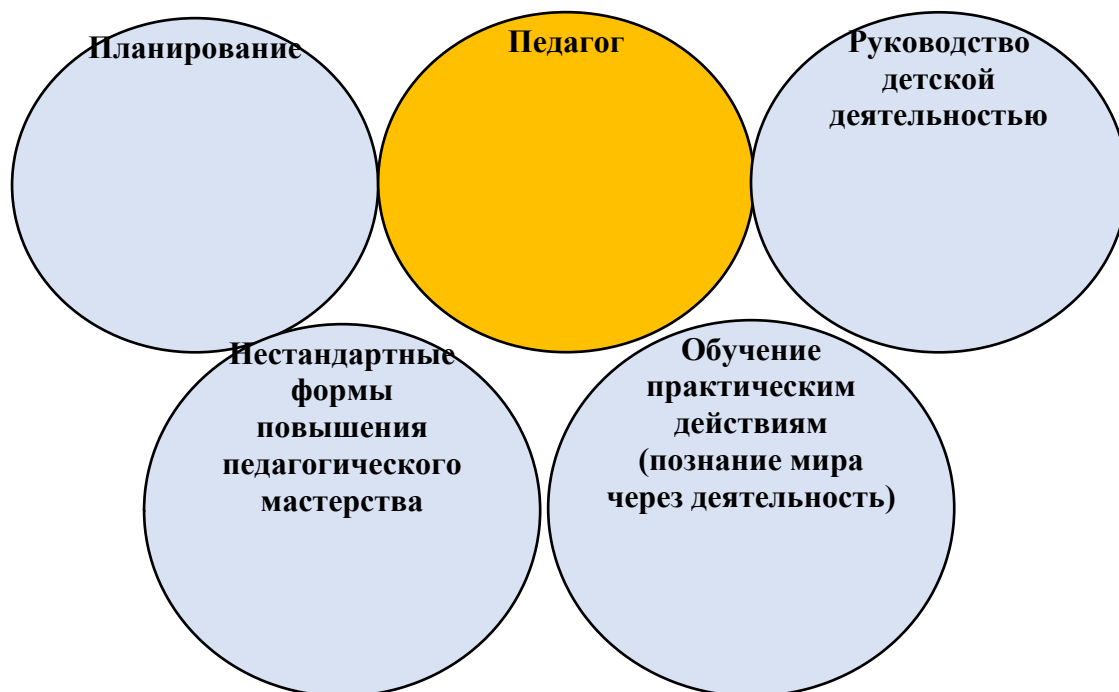 Планирование
Педагог
Руководство
детской
деятельностью
Нестандартные
формы
повышения
педагогического
мастерства
Обучение
практическим
действиям
(познание мира
через деятельность)